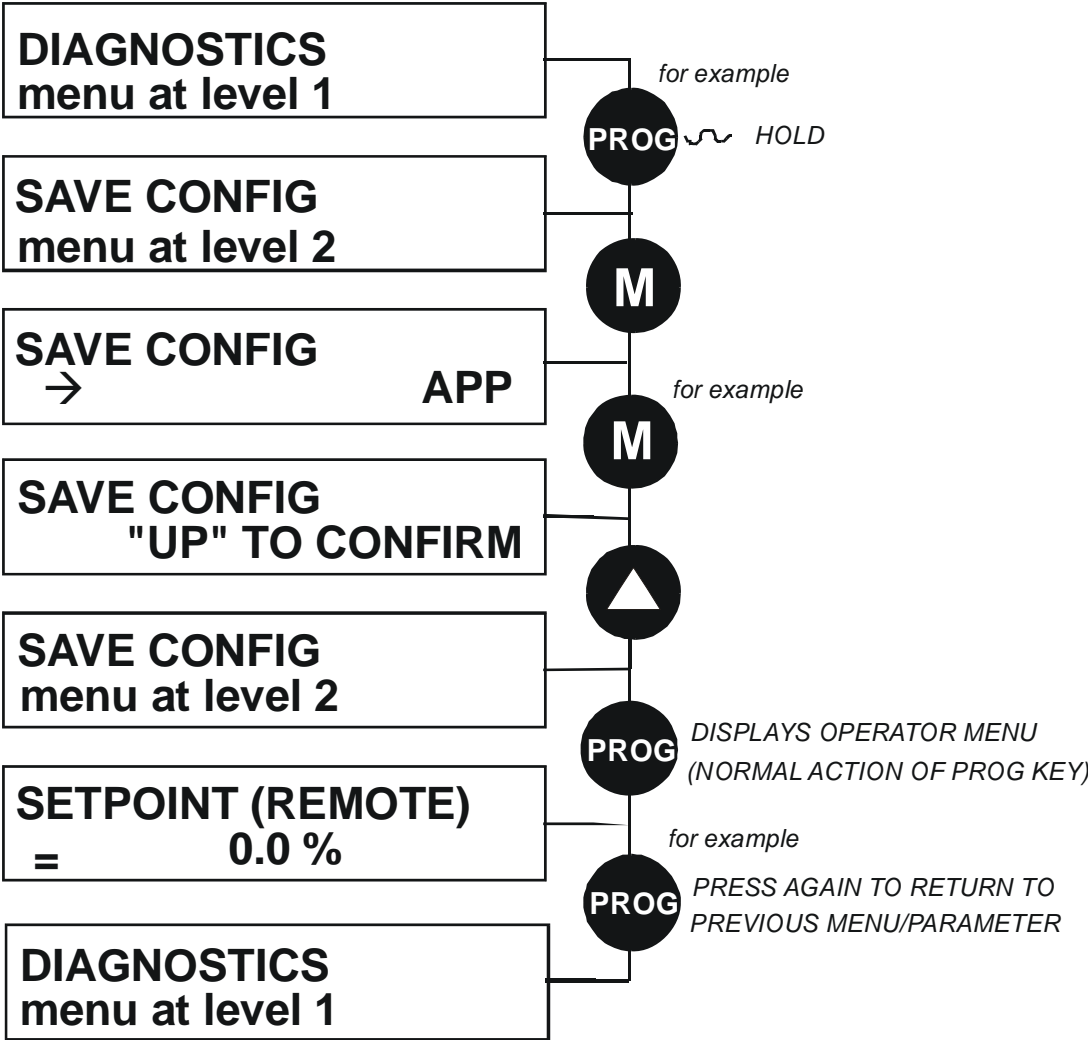 DIAGNOSTICS
menu at level 1
for example
PROG
HOLD
SAVE CONFIG
menu at level 2
M
SAVE CONFIG
→ APP
for example
M
SAVE CONFIG
"UP" TO CONFIRM
SAVE CONFIG
menu at level 2
PROG
DISPLAYS OPERATOR MENU
(NORMAL ACTION OF PROG KEY)
SETPOINT (REMOTE)
= 0.0 %
for example
PROG
PRESS AGAIN TO RETURN TO
PREVIOUS MENU/PARAMETER
DIAGNOSTICS
menu at level 1